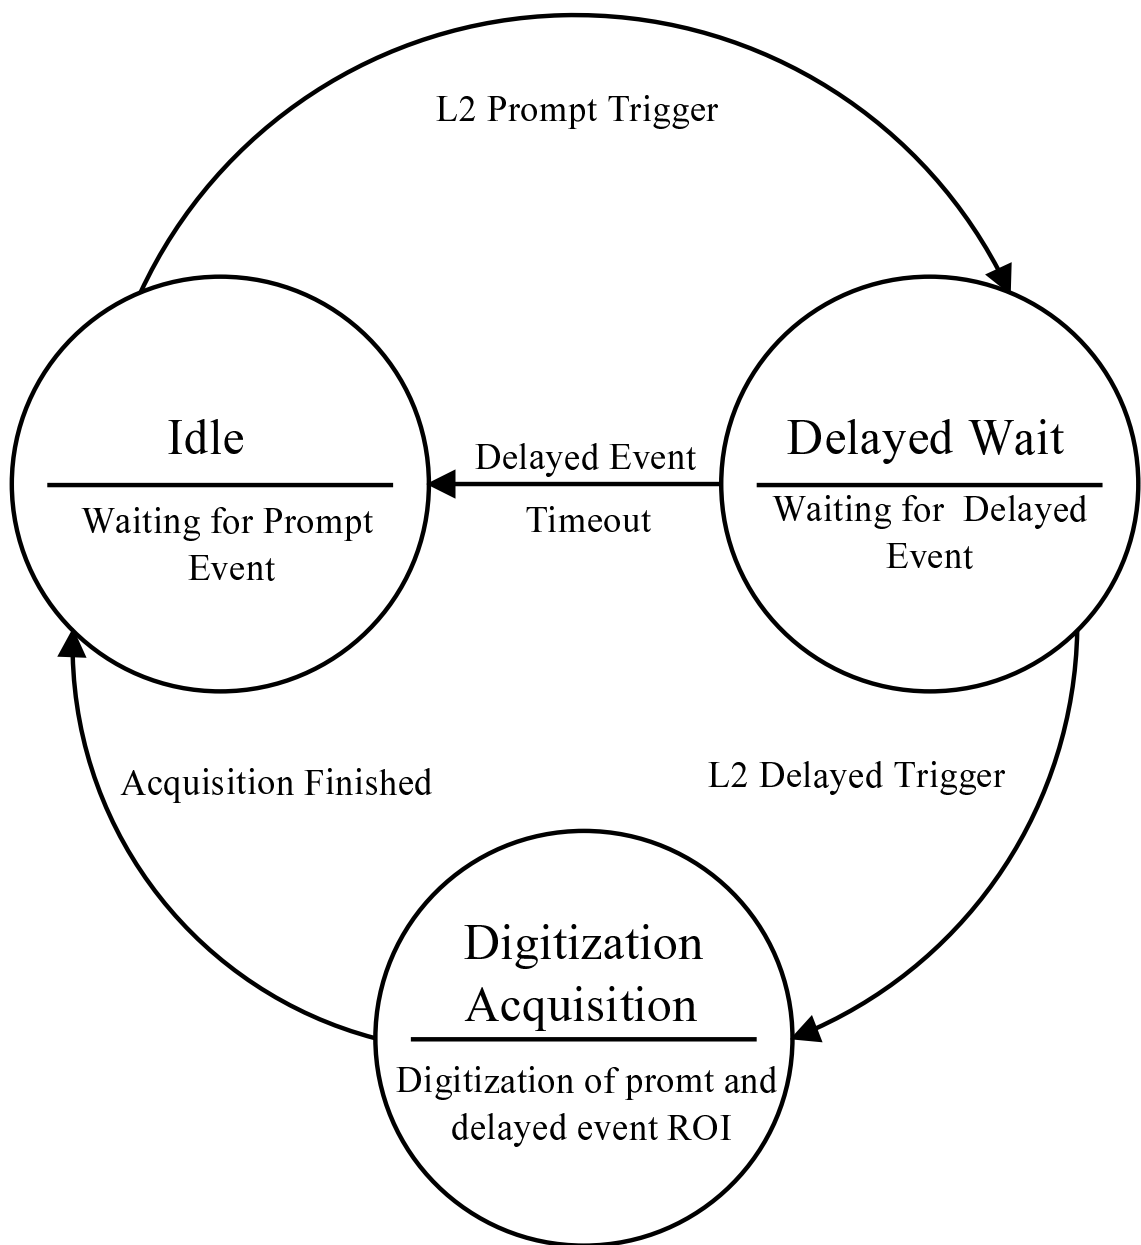 L2 Prompt Trigger
Idle
Waiting for Prompt
Event
Delayed Event
Timeout
Delayed Wait
Waiting for Delayed
Event
Acquisition Finished
L2 Delayed Trigger
Digitization
Acquisition
Digitization of promt and
delayed event ROI